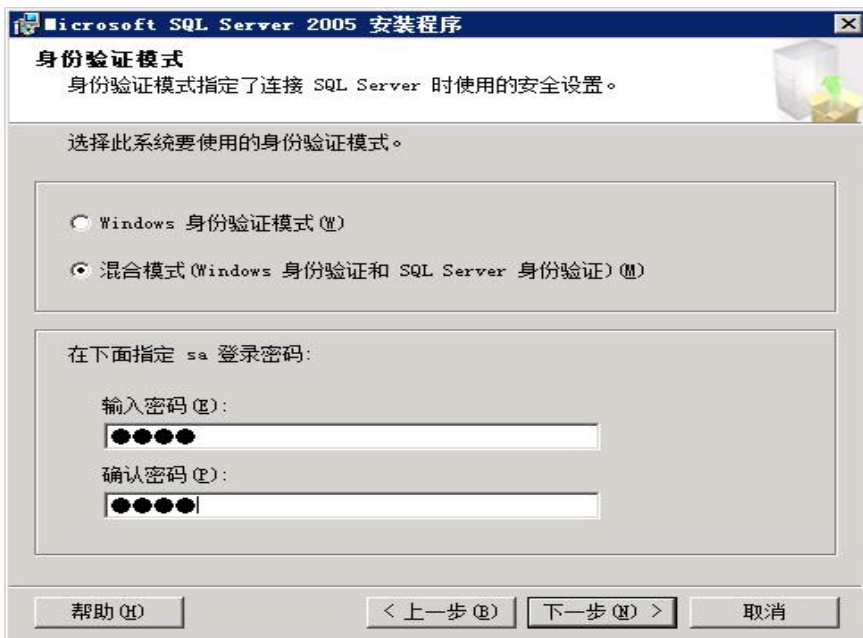 Microsoft SQL Server 2005 安装程序
身份验证模式
身份验证模式指定了连接 SQL Server 时使用的安全设置。
选择此系统要使用的身份验证模式。
Windows 身份验证模式(W)
混合模式(Windows 身份验证和 SQL Server 身份验证)(M)
在下面指定 sa 登录密码:
输入密码(E):
●●●●
确认密码(P):
●●●●
帮助(H)
< 上一步(B)
下一步(N) >
取消